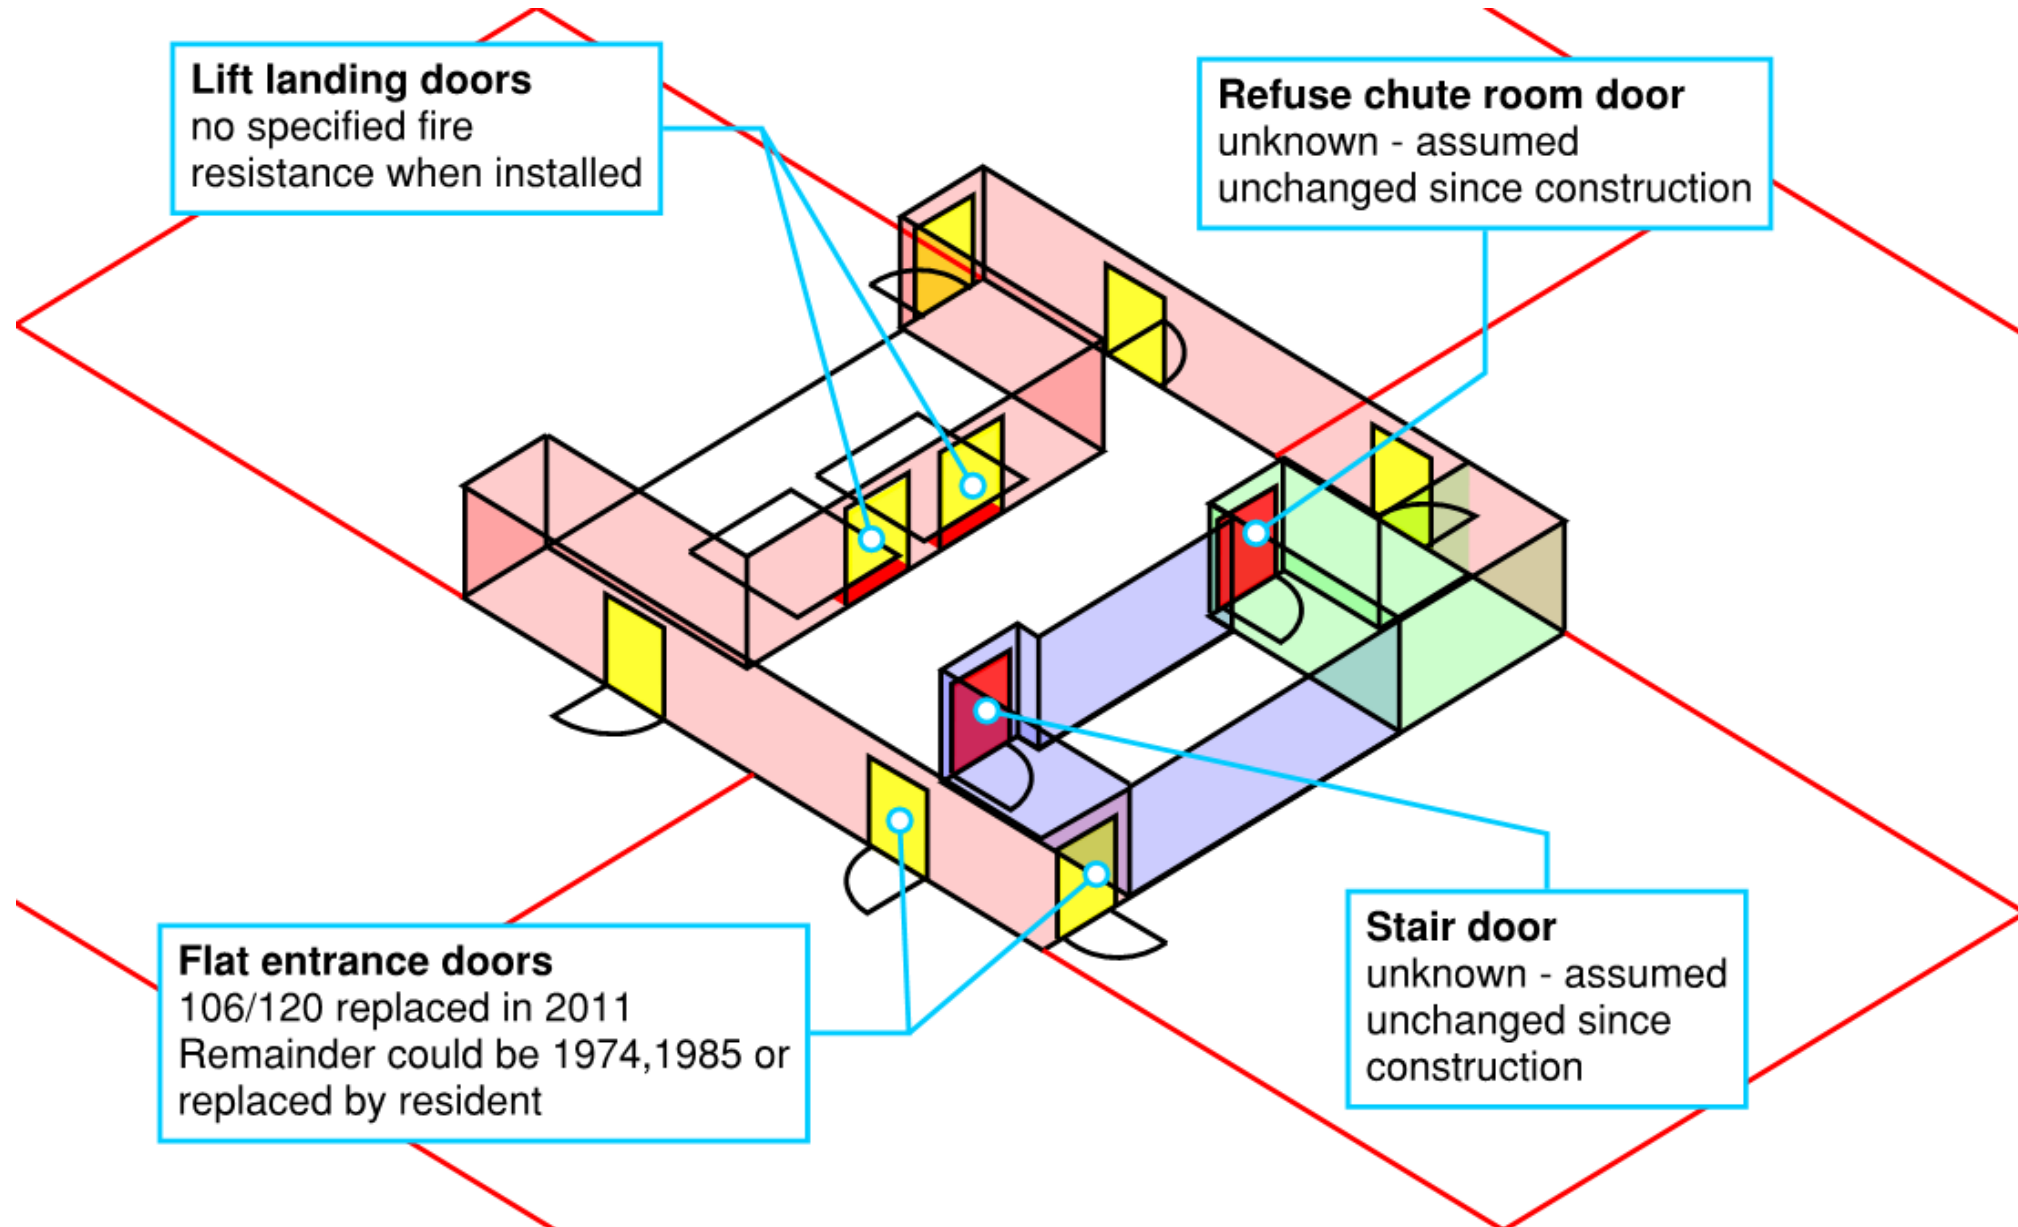 Lift landing doors
no specified fire
resistance when installed
Refuse chute room door
unknown - assumed
unchanged since construction
Flat entrance doors
106/120 replaced in 2011
Remainder could be 1974,1985 or
replaced by resident
Stair door
unknown - assumed
unchanged since
construction